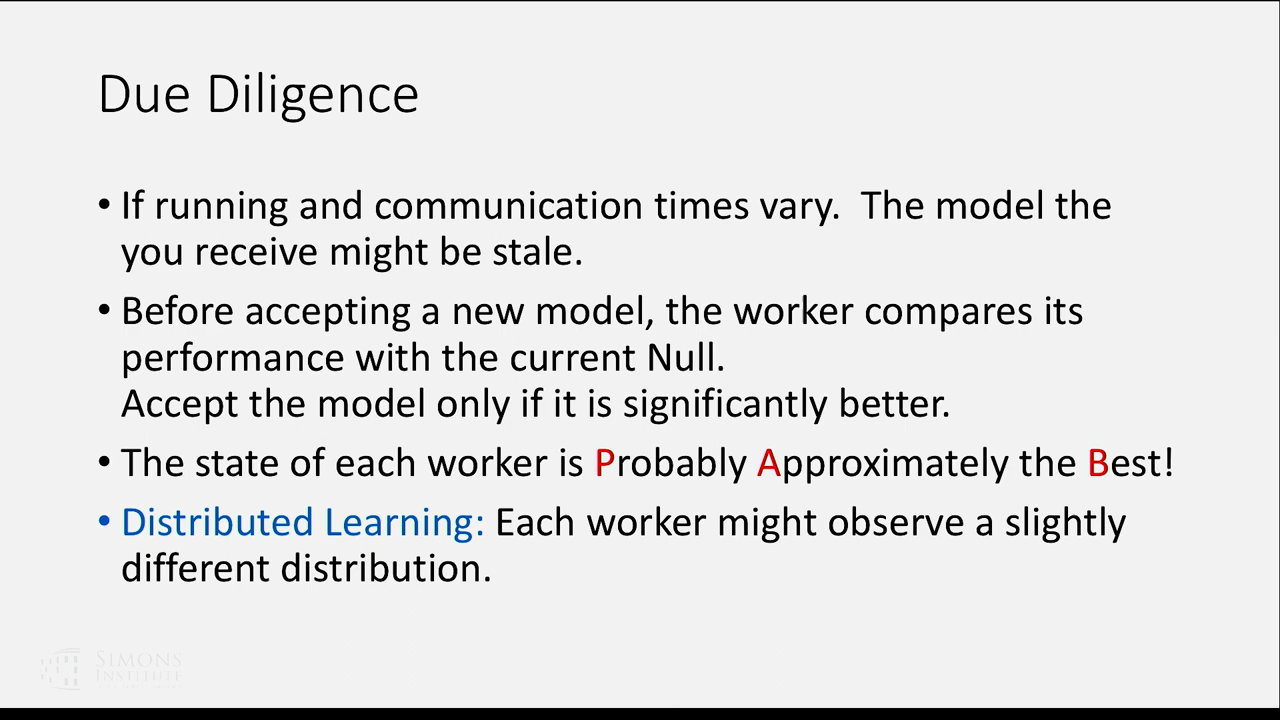 Due Diligence
• If running and communication times vary.  The model the
you receive might be stale.
• Before accepting a new model, the worker compares its
performance with the current Null.
Accept the model only if it is significantly better.
• The state of each worker is Probably Approximately the Best!
• Distributed Learning: Each worker might observe a slightly
different distribution.
SIMONS
INSTITUTE